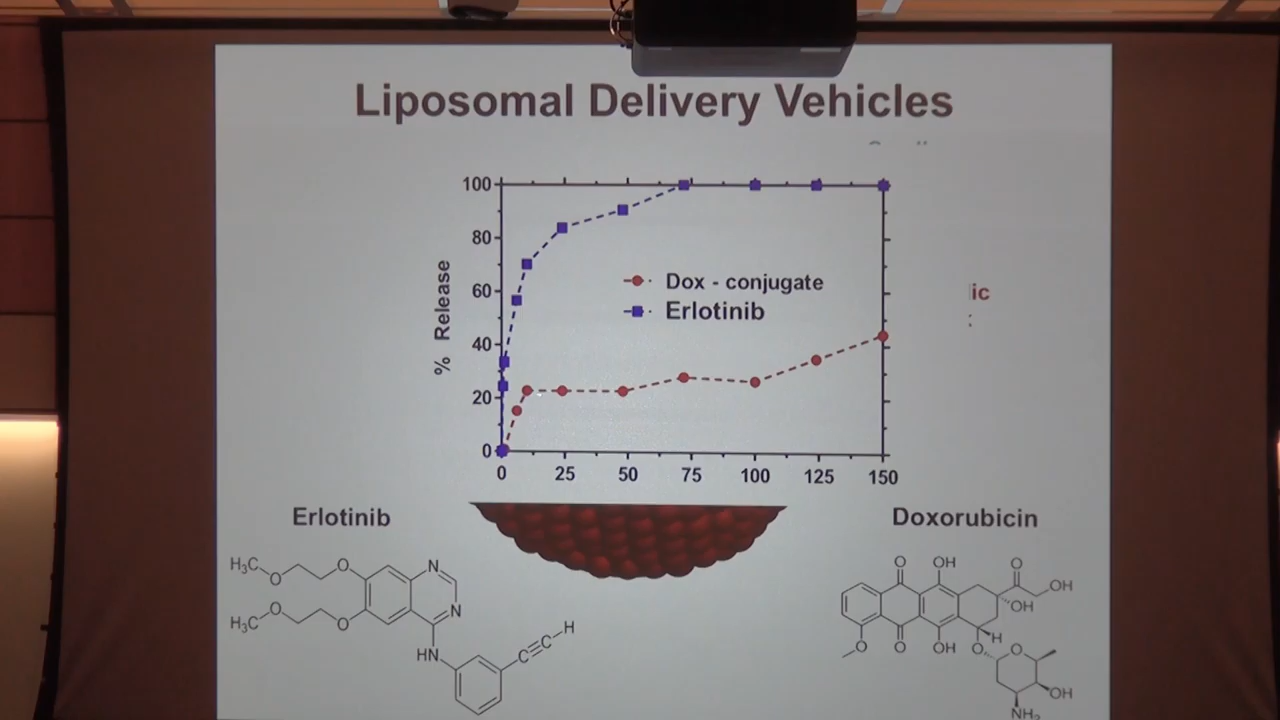 Liposomal Delivery Vehicles
100
80
60
40
20
0
% Release
Dox - conjugate
Erlotinib
ic
:
0 25 50 75 100 125 150
Erlotinib
Doxorubicin
H₃C
O
O
N
H₃C
O
O
N
HN
H
O
OH
O
OH
OH
O
O
OH
H
O
O
OH
NH₂